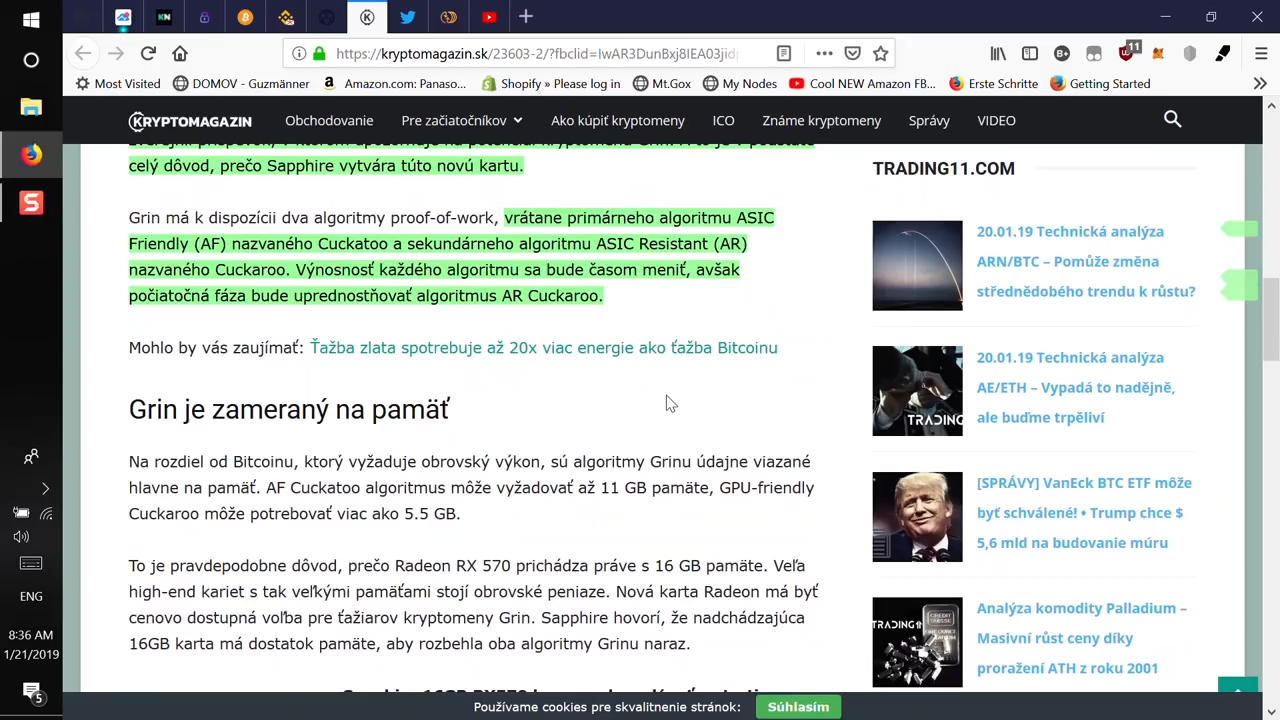 https://kryptomagazin.sk/23603-2/?fbclid=IwAR3DunBxj8IEA03jid
11
Most Visited
DOMOV - Guzmänner
Amazon.com: Panaso...
Shopify > Please log in
Mt.Gox
My Nodes
Cool NEW Amazon FB...
Erste Schritte
Getting Started
KRYPTOMAGAZIN
Obchodovanie
Pre začiatočníkov
Ako kúpiť kryptomeny
ICO
Známe kryptomeny
Správy
VIDEO
celý dôvod, prečo Sapphire vytvára túto novú kartu.
Grin má k dispozícii dva algoritmy proof-of-work, vrátane primárneho algoritmu ASIC
Friendly (AF) nazvaného Cuckatoo a sekundárneho algoritmu ASIC Resistant (AR)
nazvaného Cuckaroo. Výnosnosť každého algoritmu sa bude časom meniť, avšak
počiatočná fáza bude uprednostňovať algoritmus AR Cuckaroo.
Mohlo by vás zaujímať: Ťažba zlata spotrebuje až 20x viac energie ako ťažba Bitcoinu
Grin je zameraný na pamäť
Na rozdiel od Bitcoinu, ktorý vyžaduje obrovský výkon, sú algoritmy Grinu údajne viazané
hlavne na pamäť. AF Cuckatoo algoritmus môže vyžadovať až 11 GB pamäte, GPU-friendly
Cuckaroo môže potrebovať viac ako 5.5 GB.
To je pravdepodobne dôvod, prečo Radeon RX 570 prichádza práve s 16 GB pamäte. Veľa
high-end kariet s tak veľkými pamäťami stojí obrovské peniaze. Nová karta Radeon má byť
cenovo dostupná voľba pre ťažiarov kryptomeny Grin. Sapphire hovorí, že nadchádzajúca
16GB karta má dostatok pamäte, aby rozbehla oba algoritmy Grinu naraz.
TRADING11.COM
20.01.19 Technická analýza
ARN/BTC – Pomůže změna
střednědobého trendu k růstu?
20.01.19 Technická analýza
AE/ETH – Vypadá to nadějně,
ale buďme trpěliví
TRADING
[SPRÁVY] VanEck BTC ETF môže
byť schválené! • Trump chce $
5,6 mld na budovanie múru
Analýza komodity Palladium –
Masivní růst ceny díky
proražení ATH z roku 2001
Používame cookies pre skvalitnenie stránok:
Súhlasím
ENG
8:36 AM
1/21/2019
5